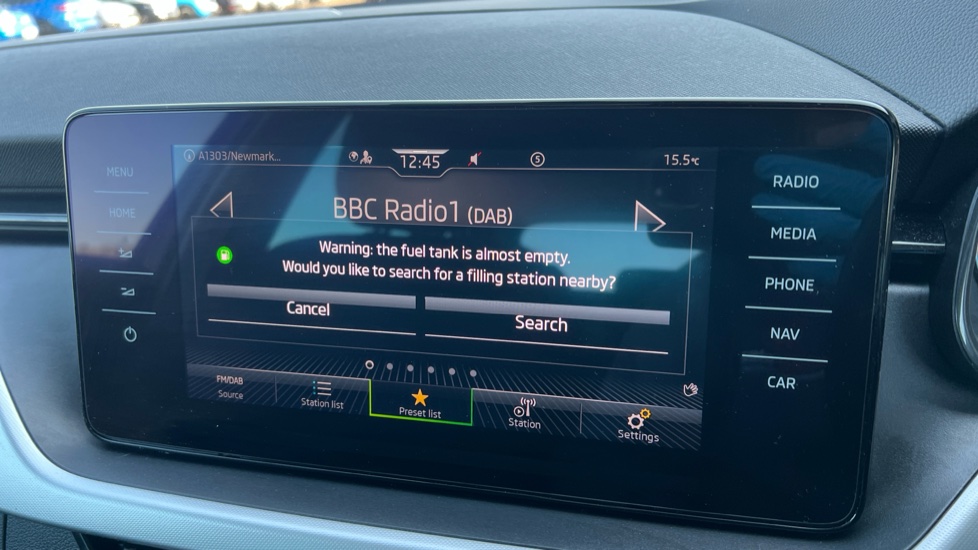 MENU
HOME
A1303/Newmark...
12:45
S
15.5°C
BBC Radio1 (DAB)
Warning: the fuel tank is almost empty.
Would you like to search for a filling station nearby?
Cancel
Search
FM/DAB
Source
Station list
Preset list
Station
Settings
RADIO
MEDIA
PHONE
NAV
CAR